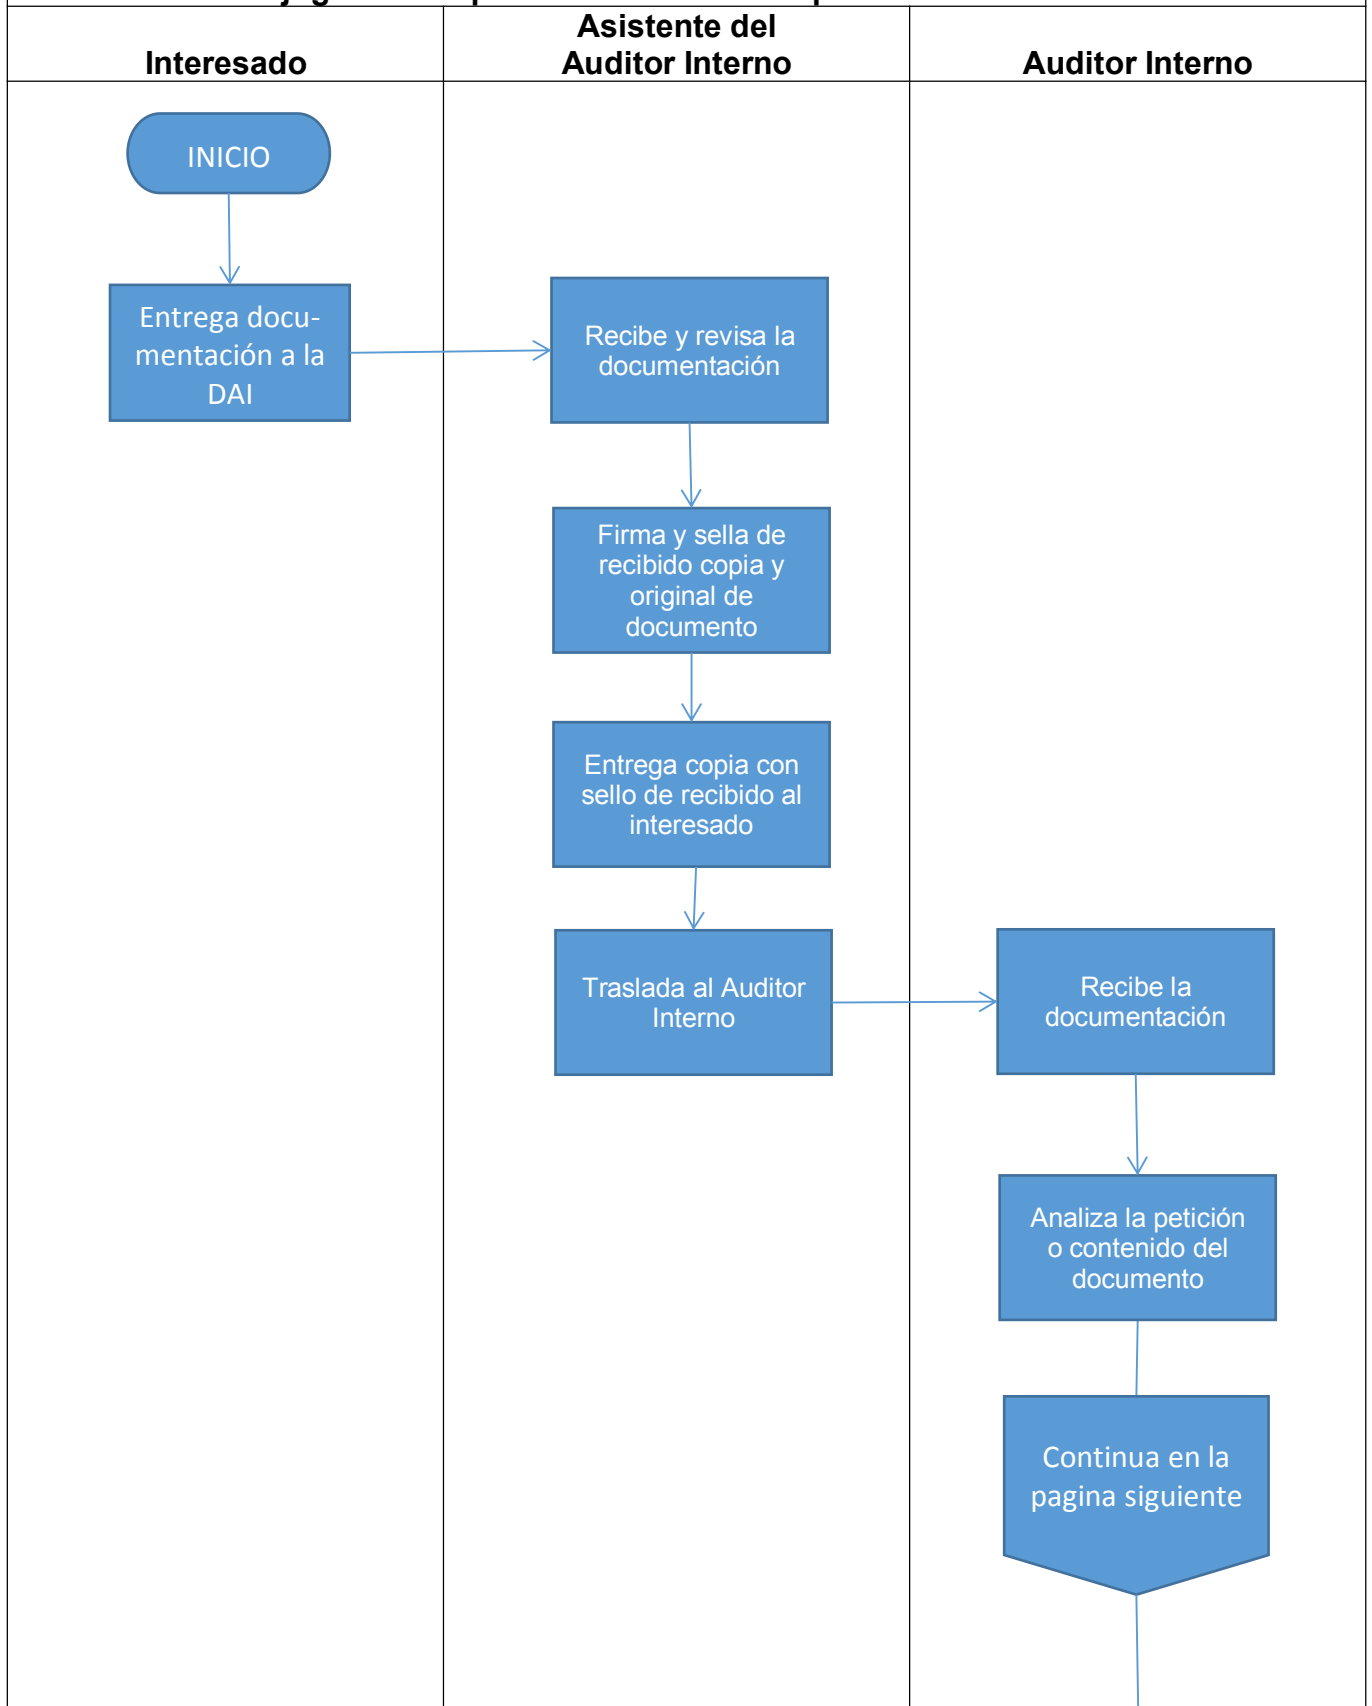 Interesado
Asistente del
Auditor Interno
Auditor Interno
INICIO
Entrega docu-
mentación a la
DAI
Recibe y revisa la
documentación
Firma y sella de
recibido copia y
original de
documento
Entrega copia con
sello de recibido al
interesado
Traslada al Auditor
Interno
Recibe la
documentación
Analiza la petición
o contenido del
documento
Continua en la
pagina siguiente